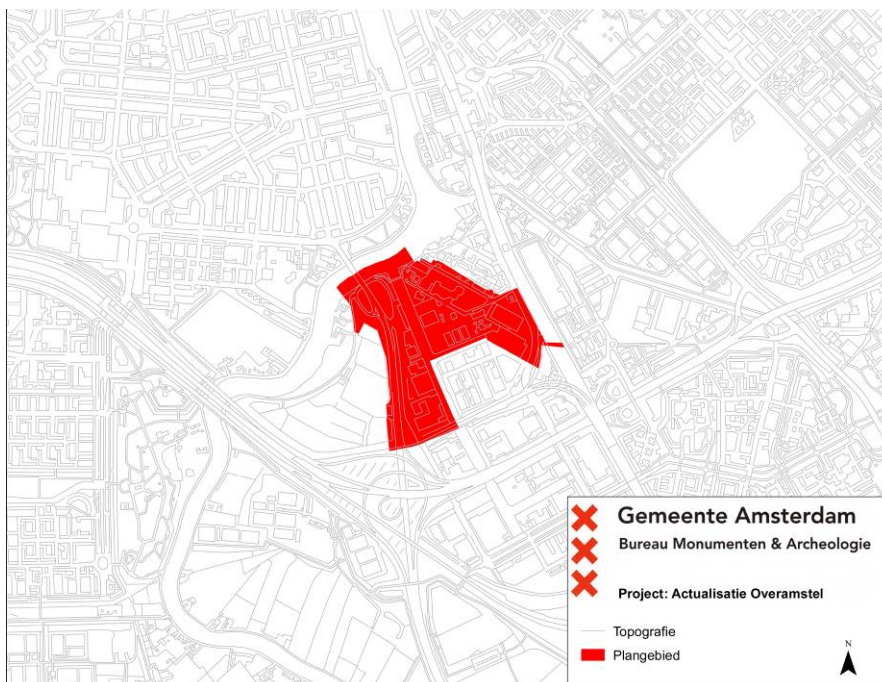 Gemeente Amsterdam
Bureau Monumenten & Archeologie
Project: Actualisatie Overamstel
Topografie
Plangebied
N